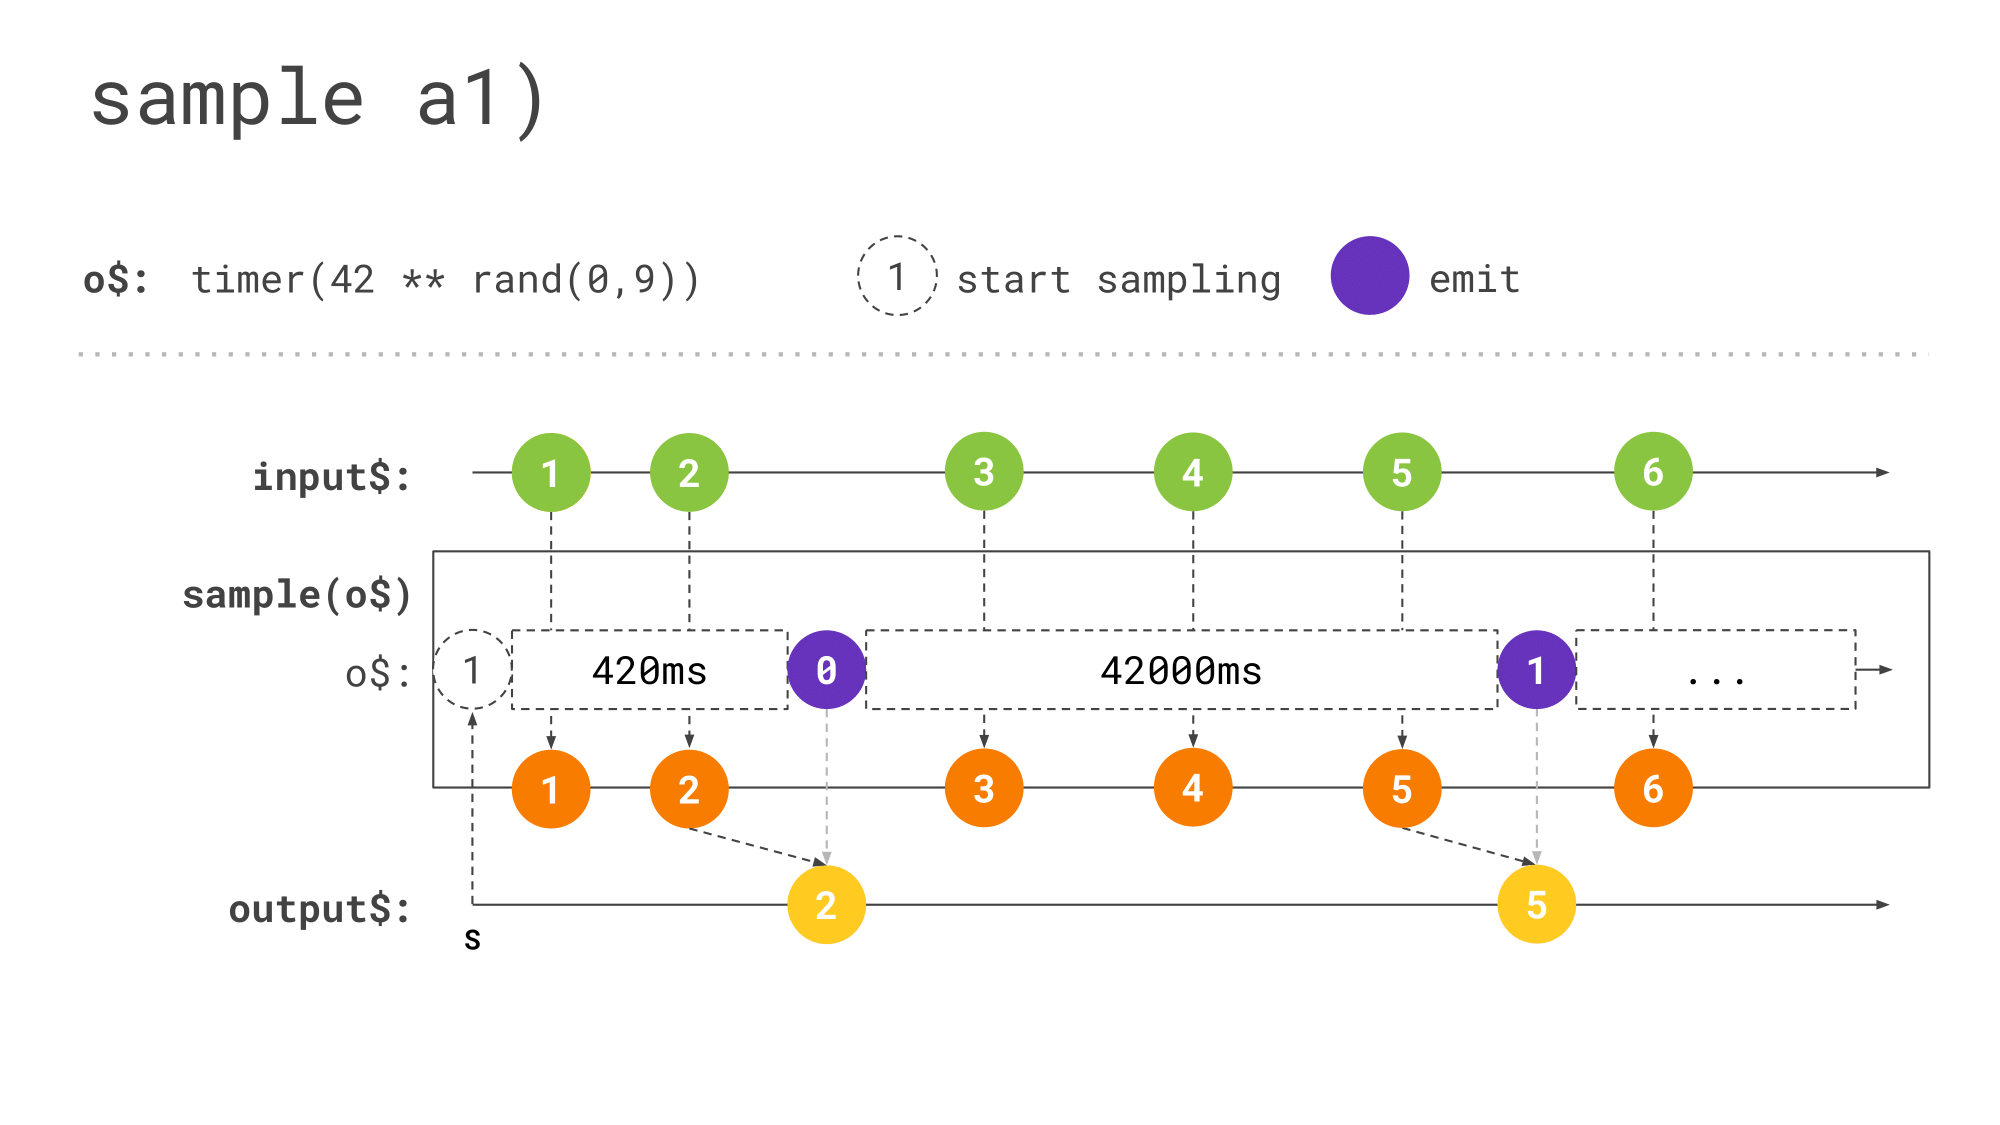 sample a1)
o$: timer(42 ** rand(0,9)) 1 start sampling emit
input$: 1 2 3 4 5 6
sample(o$)
o$: 1 420ms 0 42000ms 1 ...
1 2 3 4 5 6
output$: 2 5
s